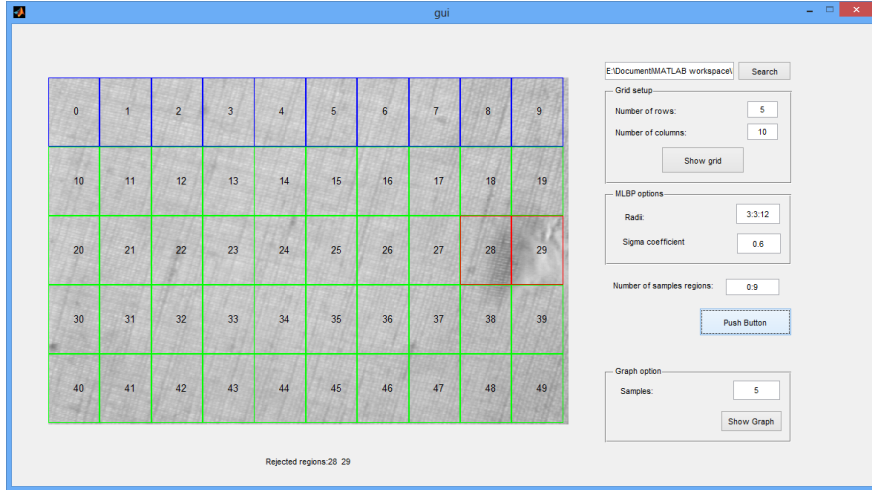 gui
E:\Document\MATLAB workspace\
Search
Grid setup
Number of rows: 5
Number of columns: 10
Show grid
MLBP options
Radii: 3:3:12
Sigma coefficient 0.6
Number of samples regions: 0:9
Push Button
Graph option
Samples: 5
Show Graph
0 1 2 3 4 5 6 7 8 9
10 11 12 13 14 15 16 17 18 19
20 21 22 23 24 25 26 27 28 29
30 31 32 33 34 35 36 37 38 39
40 41 42 43 44 45 46 47 48 49
Rejected regions:28 29